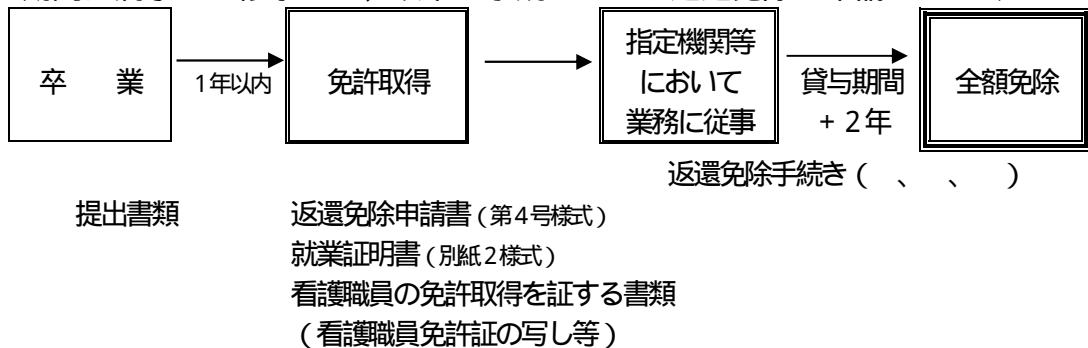 卒　業
1年以内
免許取得
指定機関等
において
業務に従事
貸与期間
+ 2年
全額免除
返還免除手続き（　、　、　）
提出書類
返還免除申請書（第4号様式）
就業証明書（別紙2様式）
看護職員の免許取得を証する書類
（看護職員免許証の写し等）